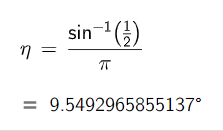 η = sin⁻¹(1/2) / π
= 9.5492965855137°